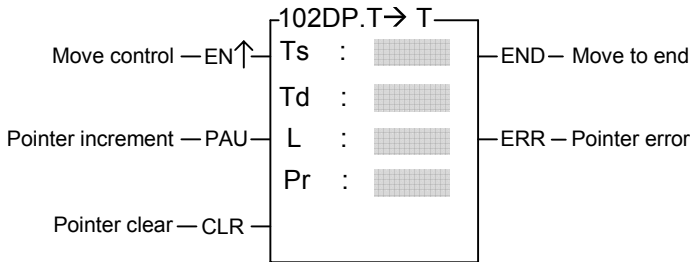 102DP.T→ T
Move control EN↑ Ts : END Move to end
Td :
Pointer increment PAU L : ERR Pointer error
Pr :
Pointer clear CLR